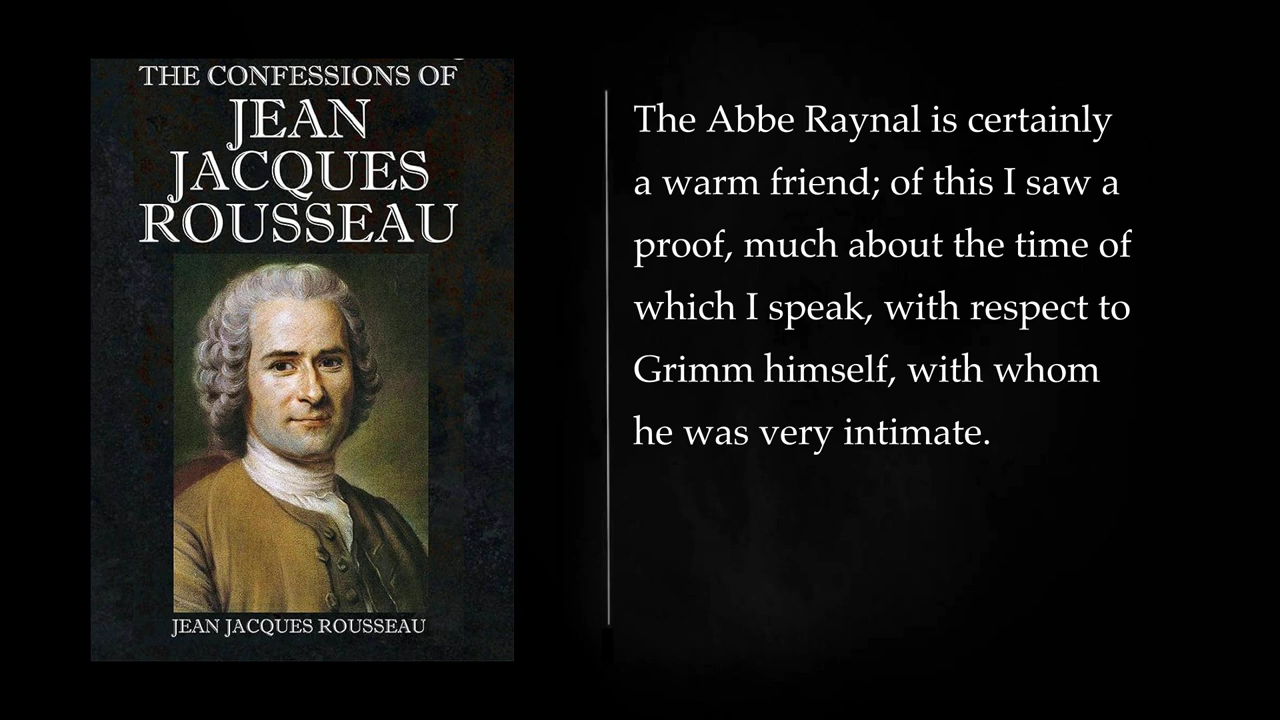 THE CONFESSIONS OF
JEAN
JACQUES
ROUSSEAU
JEAN JACQUES ROUSSEAU
The Abbe Raynal is certainly
a warm friend; of this I saw a
proof, much about the time of
which I speak, with respect to
Grimm himself, with whom
he was very intimate.